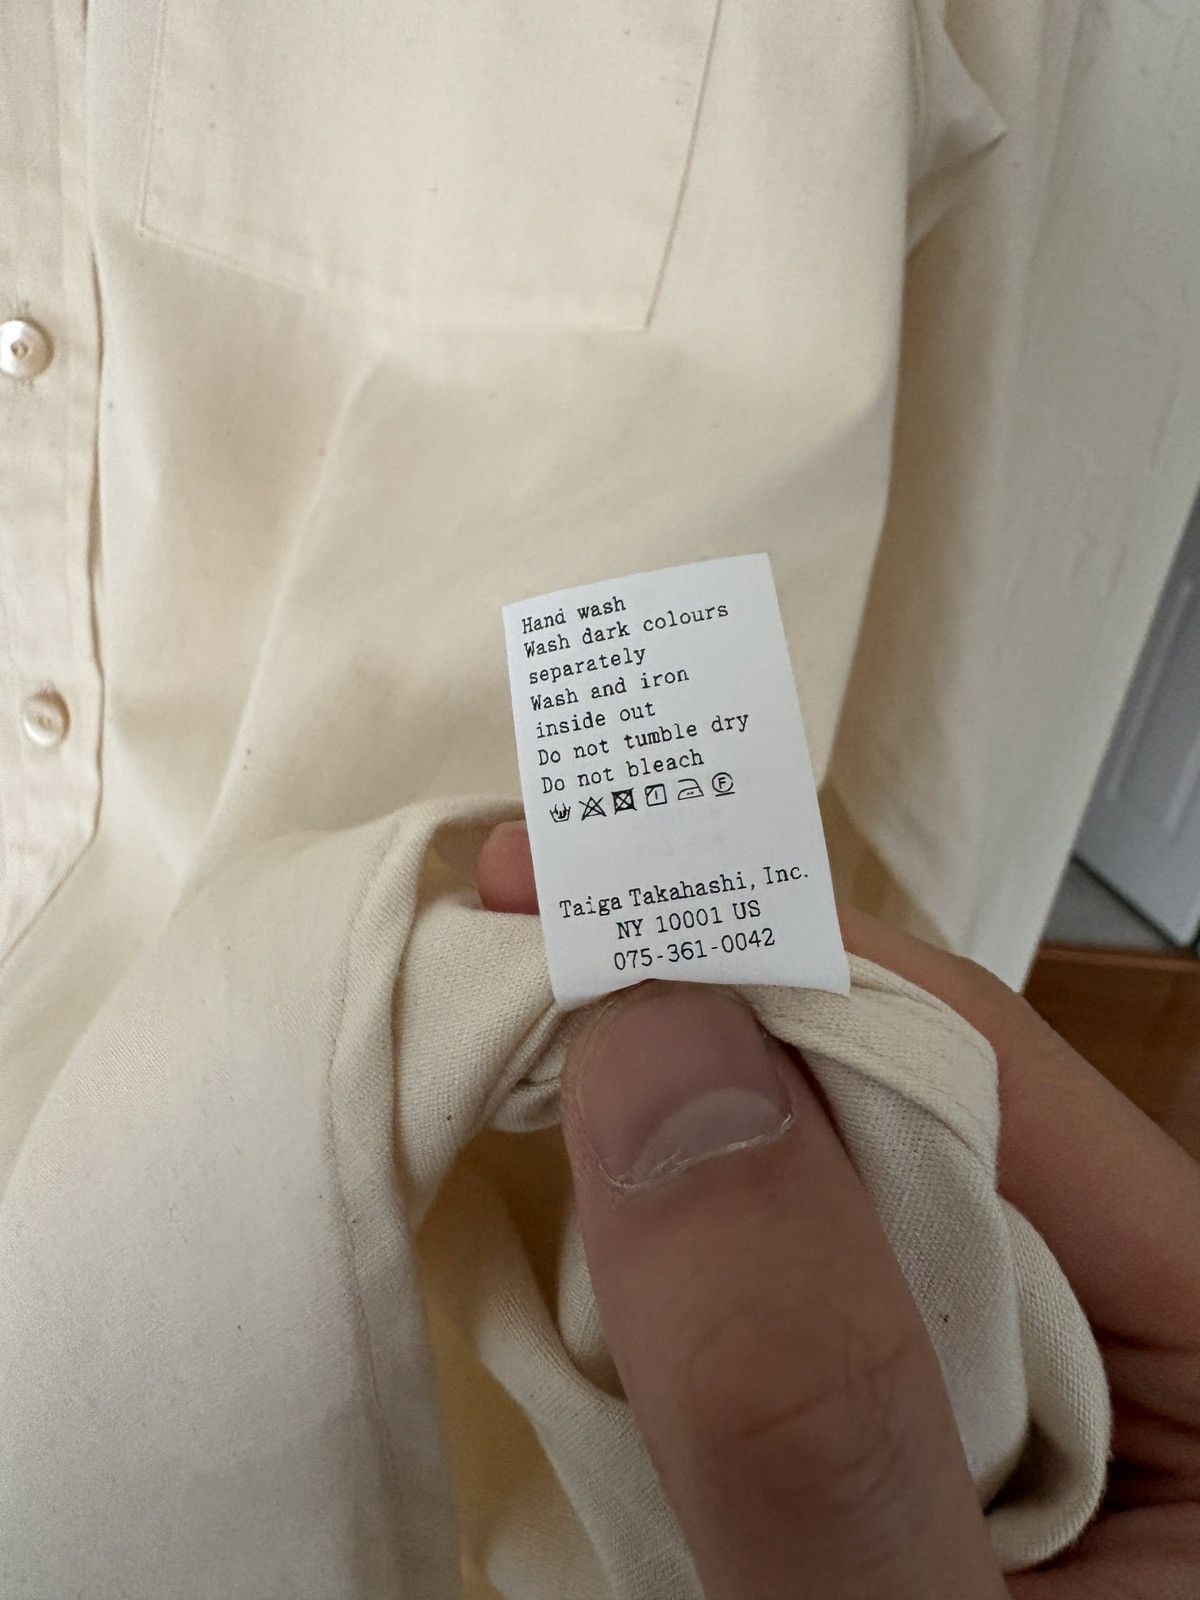 Hand wash
Wash dark colours
separately
Wash and iron
inside out
Do not tumble dry
Do not bleach
F
Taiga Takahashi, Inc.
NY 10001 US
075-361-0042